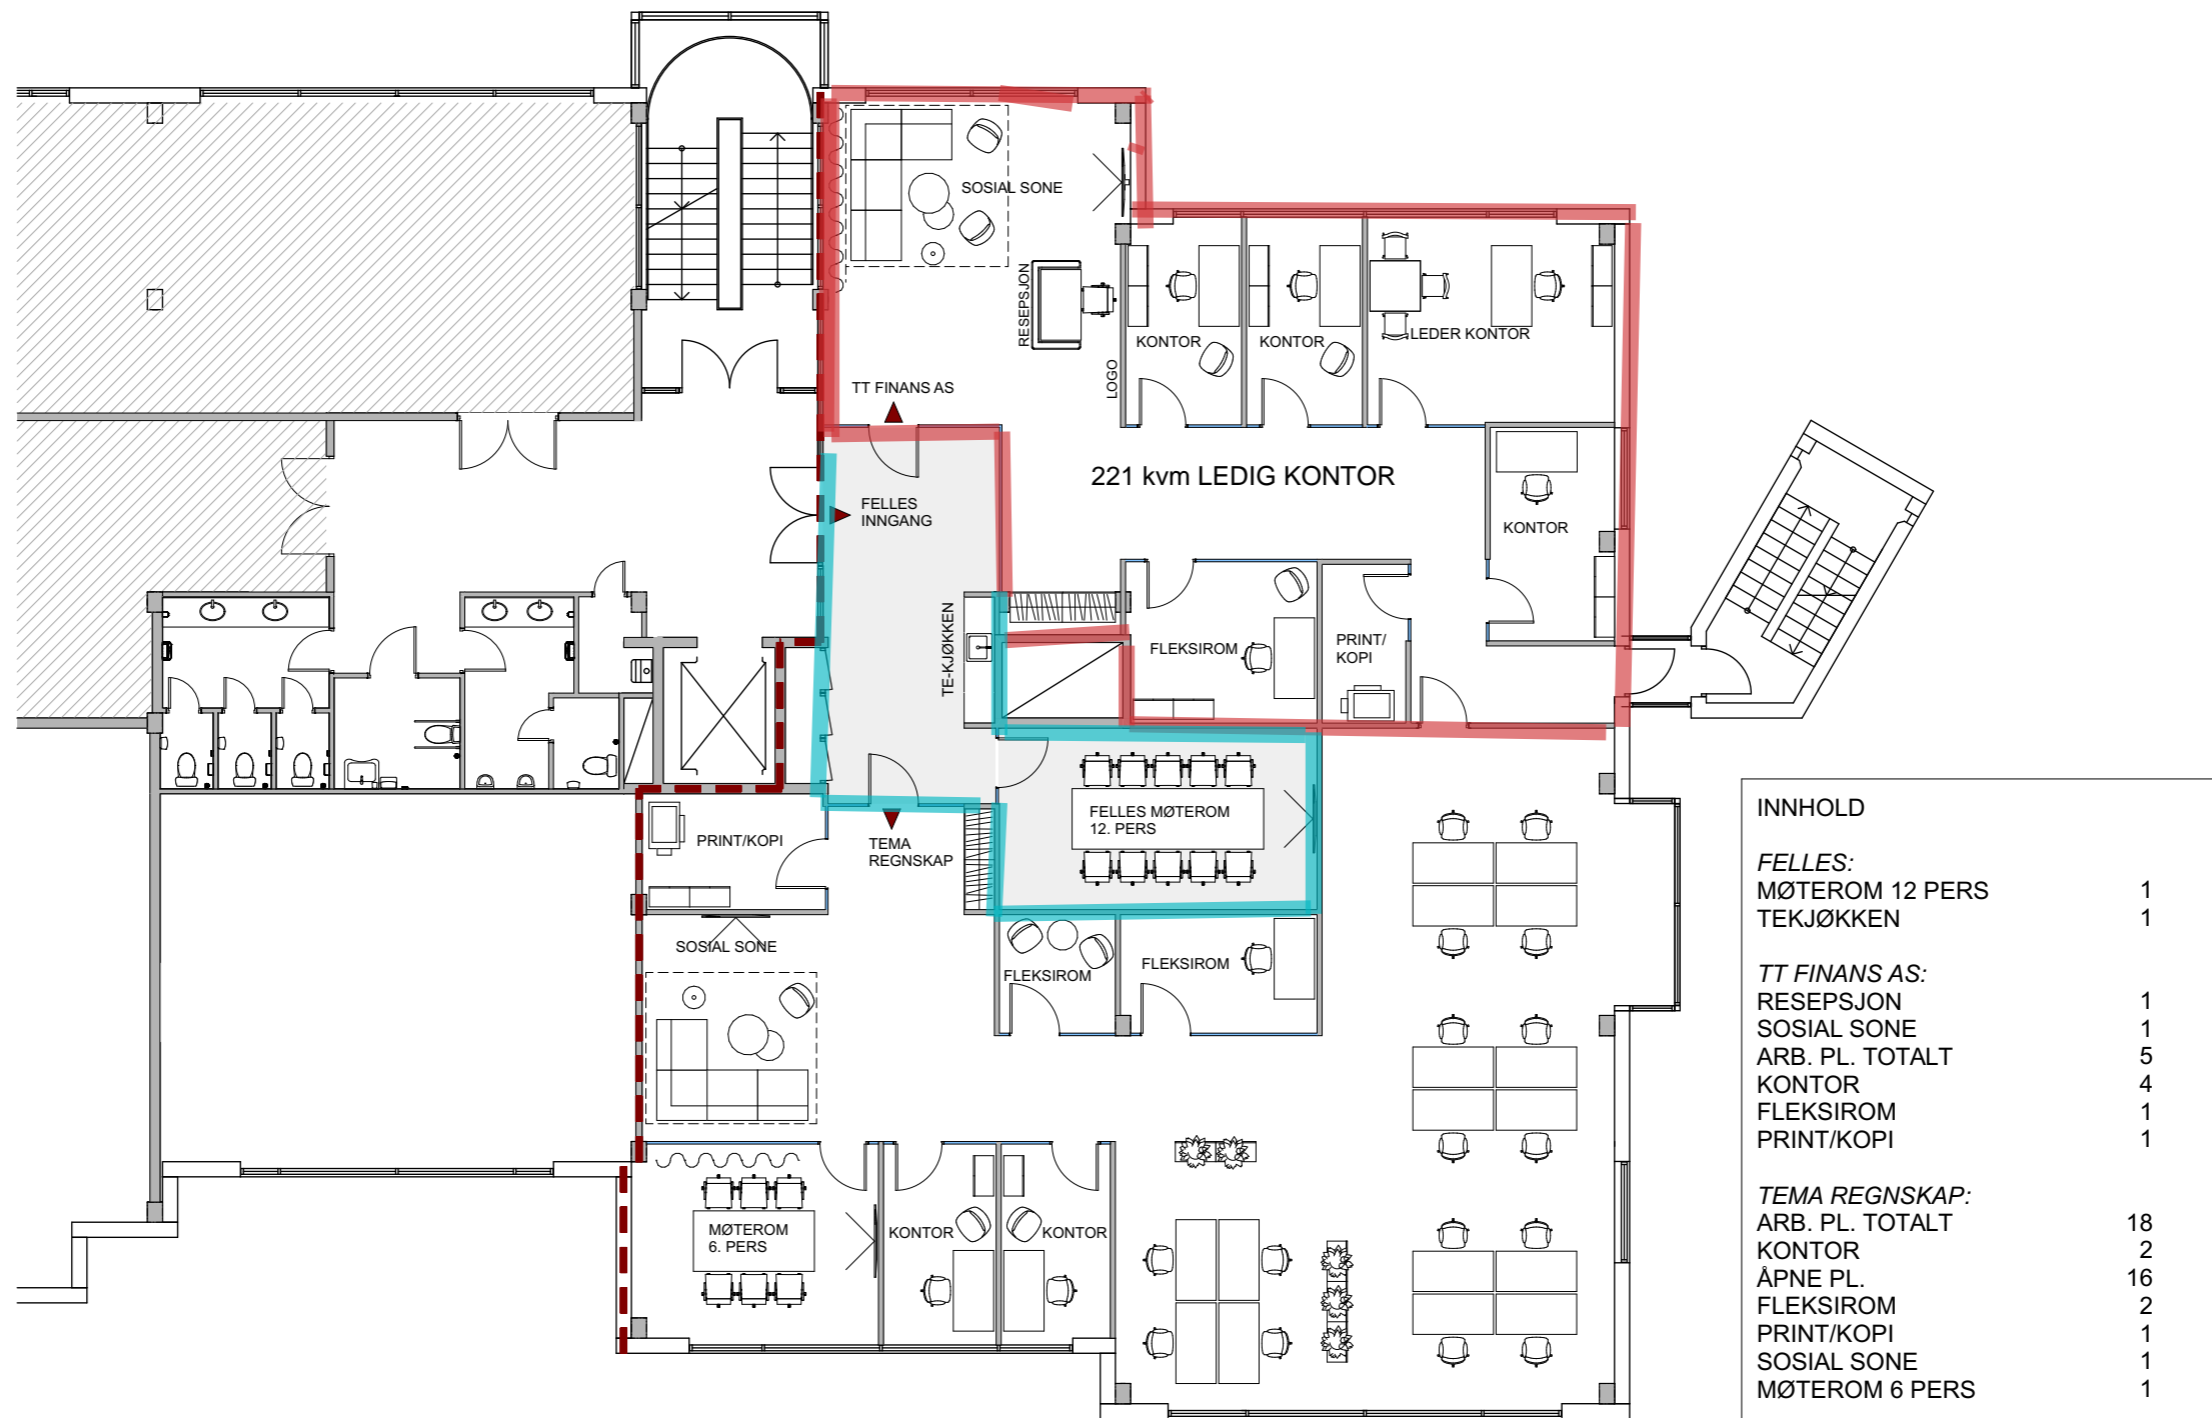 SOSIAL SONE
RESEPSJON
LOGO
KONTOR
KONTOR
LEDER KONTOR
TT FINANS AS
221 kvm LEDIG KONTOR
FELLES
INNGANG
KONTOR
TE-KJØKKEN
FLEKSIROM
PRINT/
KOPI
FELLES MØTEROM
12. PERS
PRINT/KOPI
TEMA
REGNSKAP
SOSIAL SONE
FLEKSIROM
FLEKSIROM
MØTEROM
6. PERS
KONTOR
KONTOR
INNHOLD
FELLES:
MØTEROM 12 PERS 1
TEKJØKKEN 1
TT FINANS AS:
RESEPSJON 1
SOSIAL SONE 1
ARB. PL. TOTALT 5
KONTOR 4
FLEKSIROM 1
PRINT/KOPI 1
TEMA REGNSKAP:
ARB. PL. TOTALT 18
KONTOR 2
ÅPNE PL. 16
FLEKSIROM 2
PRINT/KOPI 1
SOSIAL SONE 1
MØTEROM 6 PERS 1